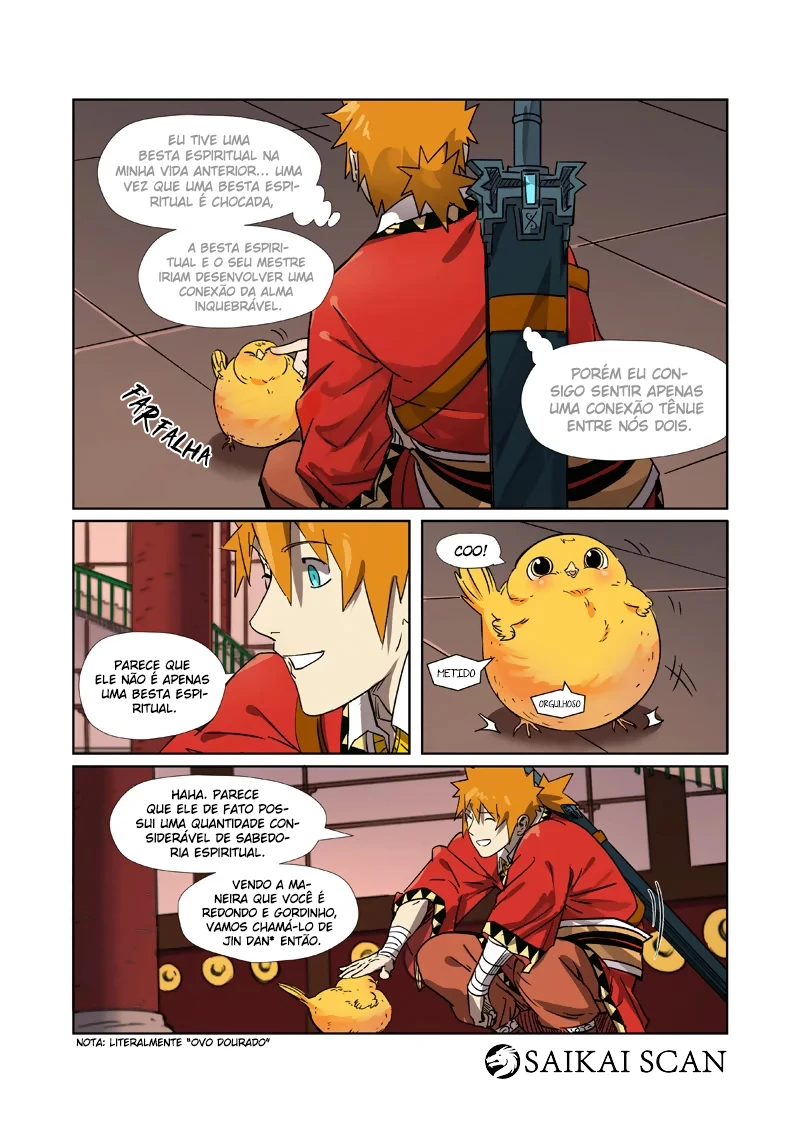 EU TIVE UMA
BESTA ESPIRITUAL NA
MINHA VIDA ANTERIOR... UMA
VEZ QUE UMA BESTA ESPI-
RITUAL É CHOCADA,
A BESTA ESPIRI-
TUAL E O SEU MESTRE
IRIAM DESENVOLVER UMA
CONEXÃO DA ALMA
INQUEBRÁVEL.
FARFALHA
PORÉM EU CON-
SIGO SENTIR APENAS
UMA CONEXÃO TÊNUE
ENTRE NÓS DOIS.
PARECE QUE
ELE NÃO É APENAS
UMA BESTA ESPI-
RITUAL.
COO!
METIDO
ORGULHOSO
HAHA. PARECE
QUE ELE DE FATO POS-
SUI UMA QUANTIDADE CON-
SIDERÁVEL DE SABEDO-
RIA ESPIRITUAL.
VENDO A MA-
NEIRA QUE VOCÊ É
REDONDO E GORDINHO,
VAMOS CHAMÁ-LO DE
JIN DAN* ENTÃO.
NOTA: LITERALMENTE "OVO DOURADO"
SAIKAI SCAN